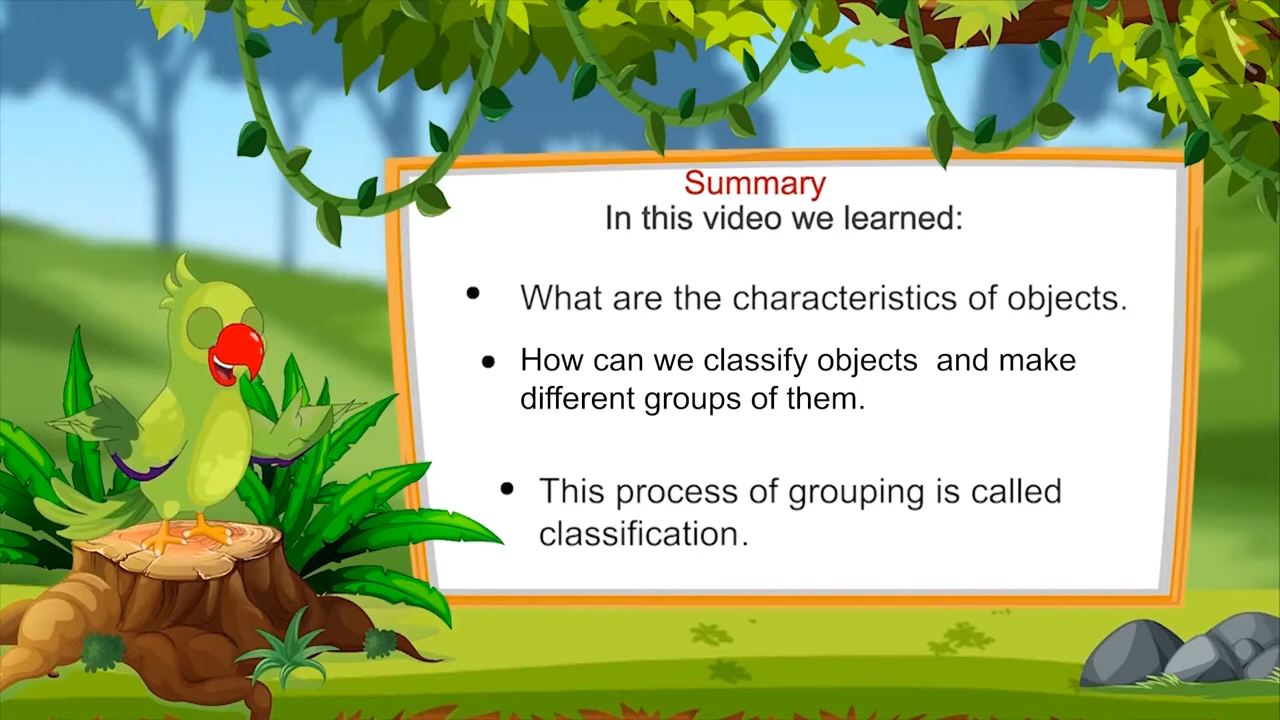 Summary
In this video we learned:
• What are the characteristics of objects.
• How can we classify objects and make
different groups of them.
• This process of grouping is called
classification.